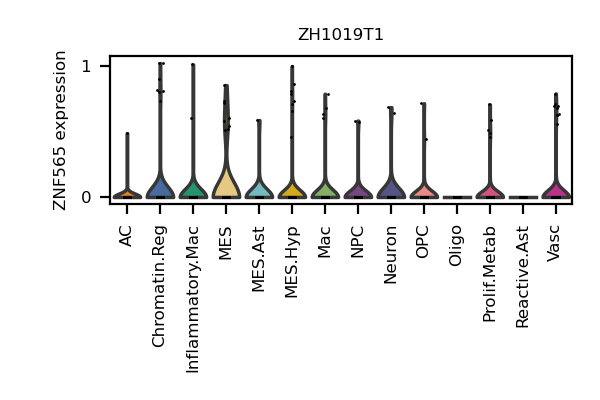 ZH1019T1
ZNF565 expression
1
0
AC
Chromatin.Reg
Inflammatory.Mac
MES
MES.Ast
MES.Hyp
Mac
NPC
Neuron
OPC
Oligo
Prolif.Metab
Reactive.Ast
Vasc